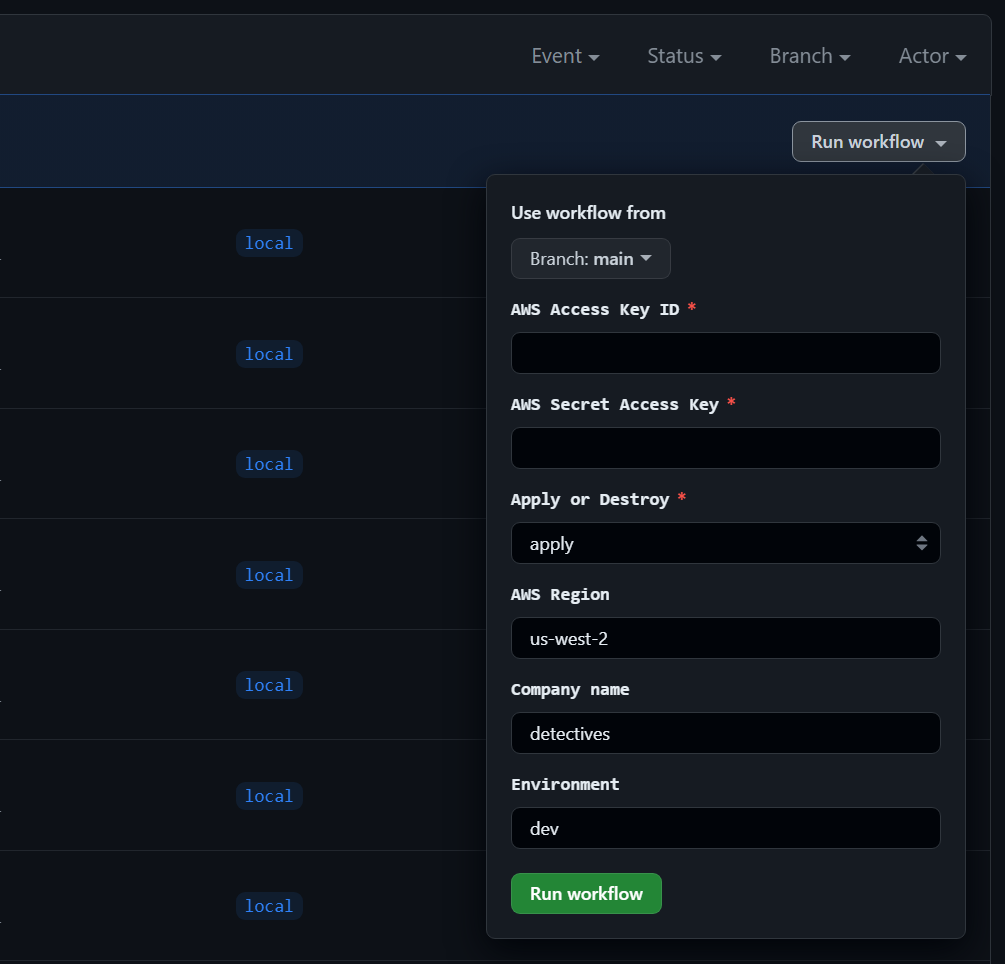 Event Status Branch Actor
Run workflow
Use workflow from
local
Branch: main
AWS Access Key ID *
local
AWS Secret Access Key *
local
Apply or Destroy *
apply
local
AWS Region
us-west-2
local
Company name
detectives
Environment
local
dev
Run workflow
local